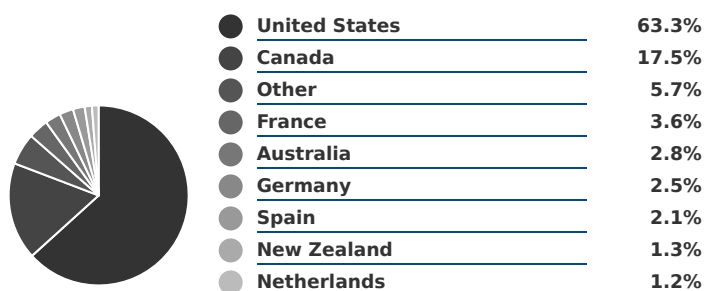 United States 63.3%
Canada 17.5%
Other 5.7%
France 3.6%
Australia 2.8%
Germany 2.5%
Spain 2.1%
New Zealand 1.3%
Netherlands 1.2%